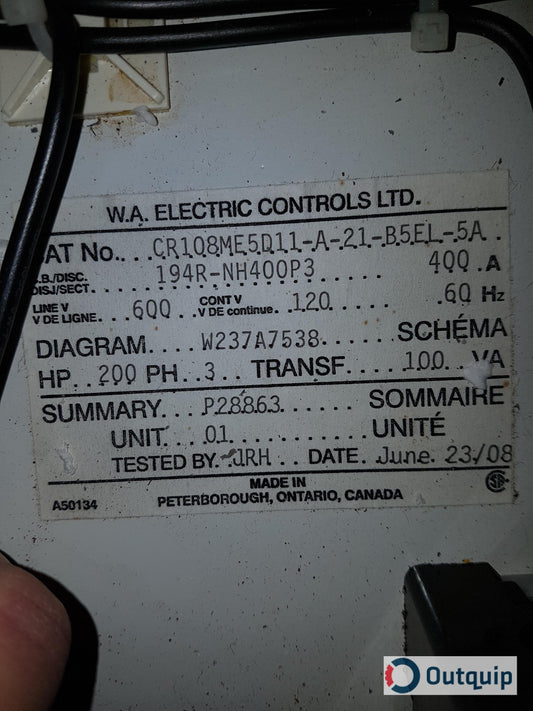 W.A. ELECTRIC CONTROLS LTD.
CAT No.... CR108ME5D11-A-21-B5EL-5A
C.B./DISC.
DISJ/SECT. 194R-NH400P3 400 A
LINE V
V DE LIGNE 600 CONT V
V DE continue 120 60 Hz
DIAGRAM.... W237A7538 SCHÉMA
HP 200 PH 3 TRANSF. 100 VA
SUMMARY.... P28863 SOMMAIRE
UNIT 01 UNITÉ
TESTED BY JRH DATE June 23/08
A50134
MADE IN
PETERBOROUGH, ONTARIO, CANADA
Outquip